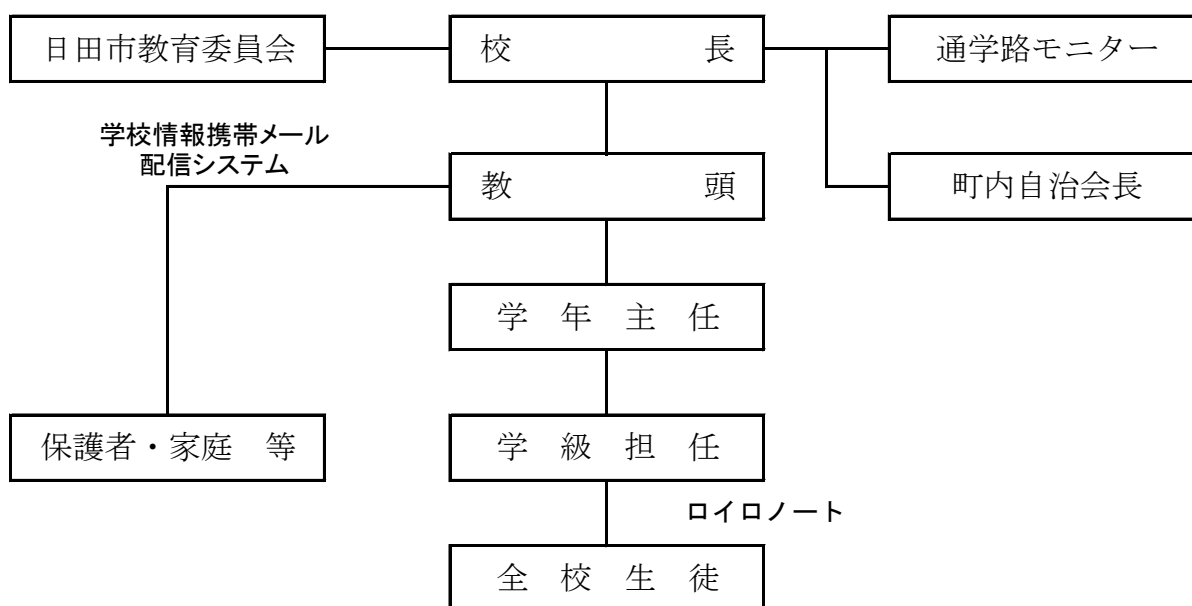 日田市教育委員会
校　　　　長
通学路モニター
学校情報携帯メール
配信システム
教　　　　頭
町内自治会長
学　年　主　任
保護者・家庭　等
学　級　担　任
ロイロノート
全　校　生　徒